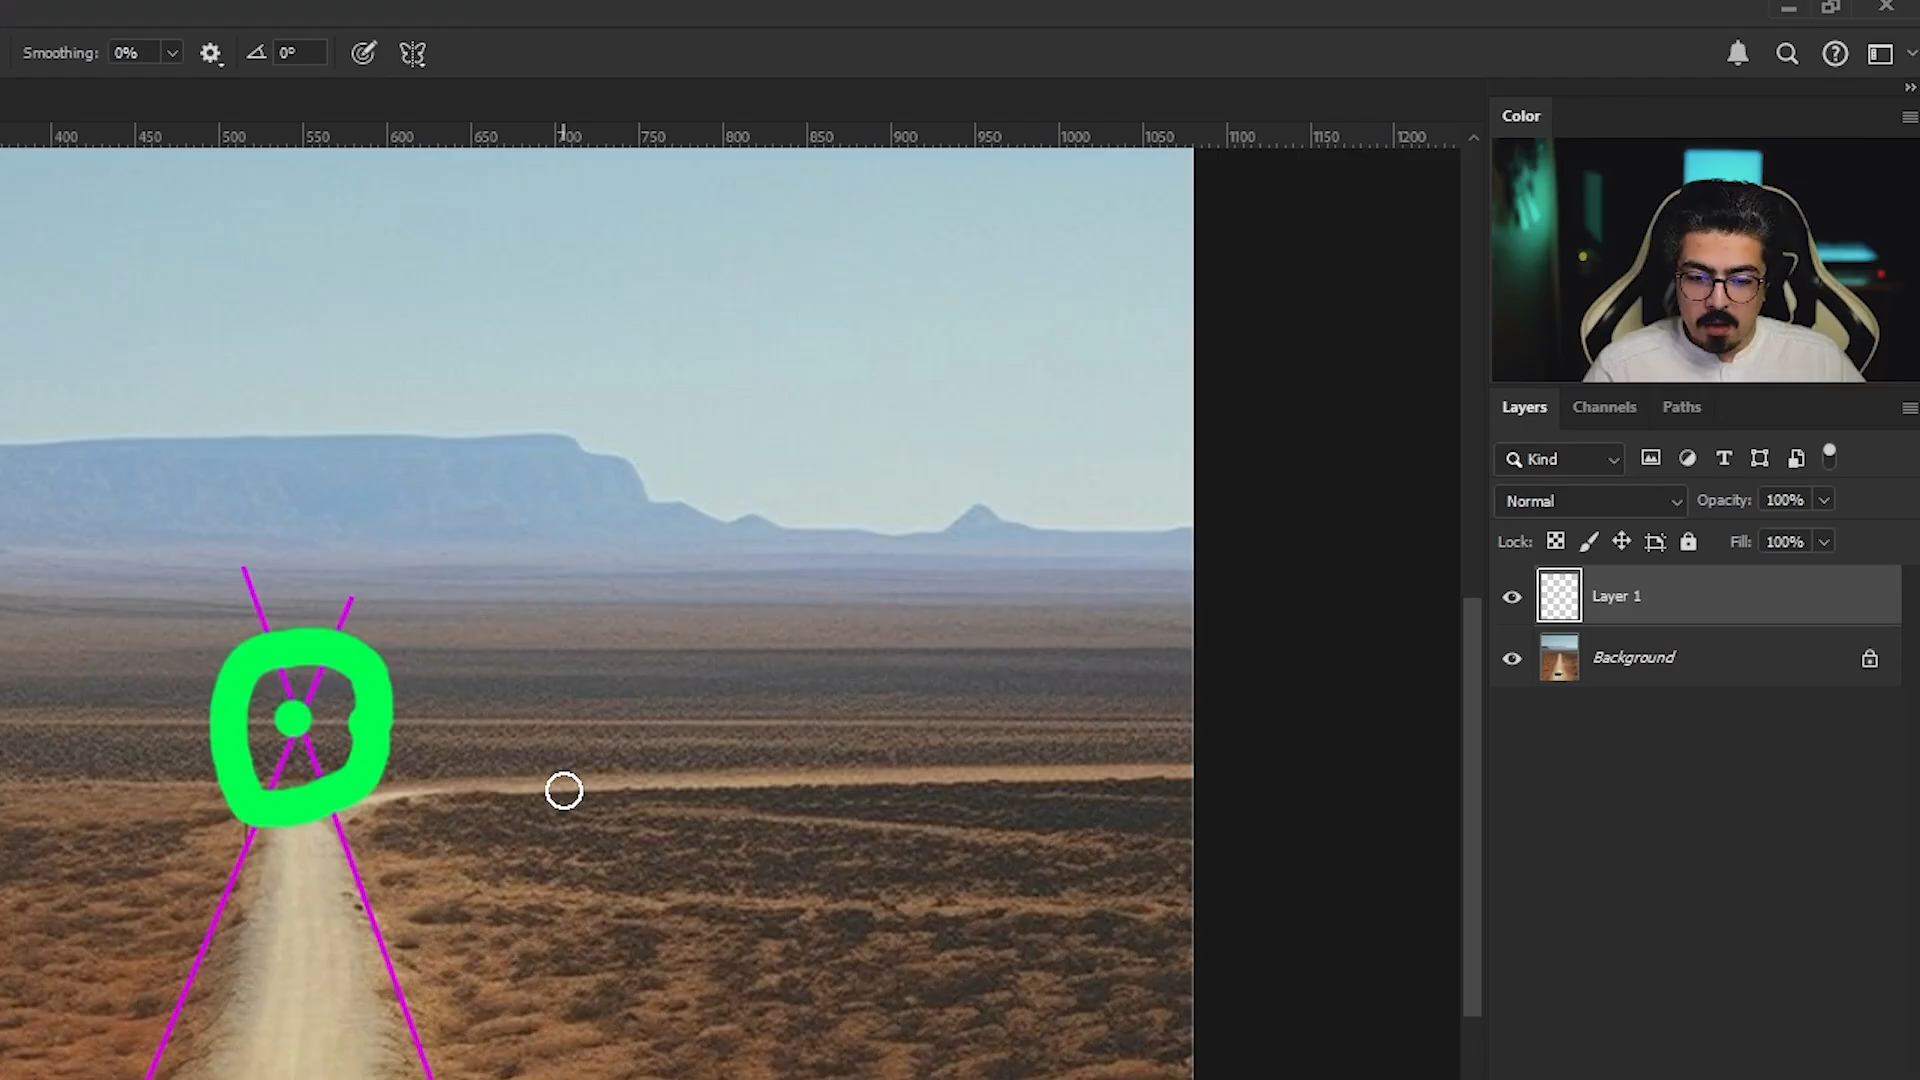 Smoothing: 0% 0°
400 450 500 550 600 650 700 750 800 850 900 950 1000 1050 1100 1150 1200
Color
Layers Channels Paths
Kind
Normal Opacity: 100%
Lock: Fill: 100%
Layer 1
Background